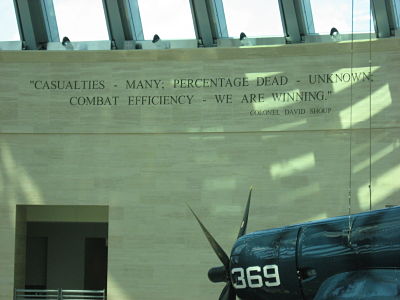 "CASUALTIES - MANY; PERCENTAGE DEAD - UNKNOWN;
COMBAT EFFICIENCY - WE ARE WINNING."
COLONEL DAVID SHOUP
369